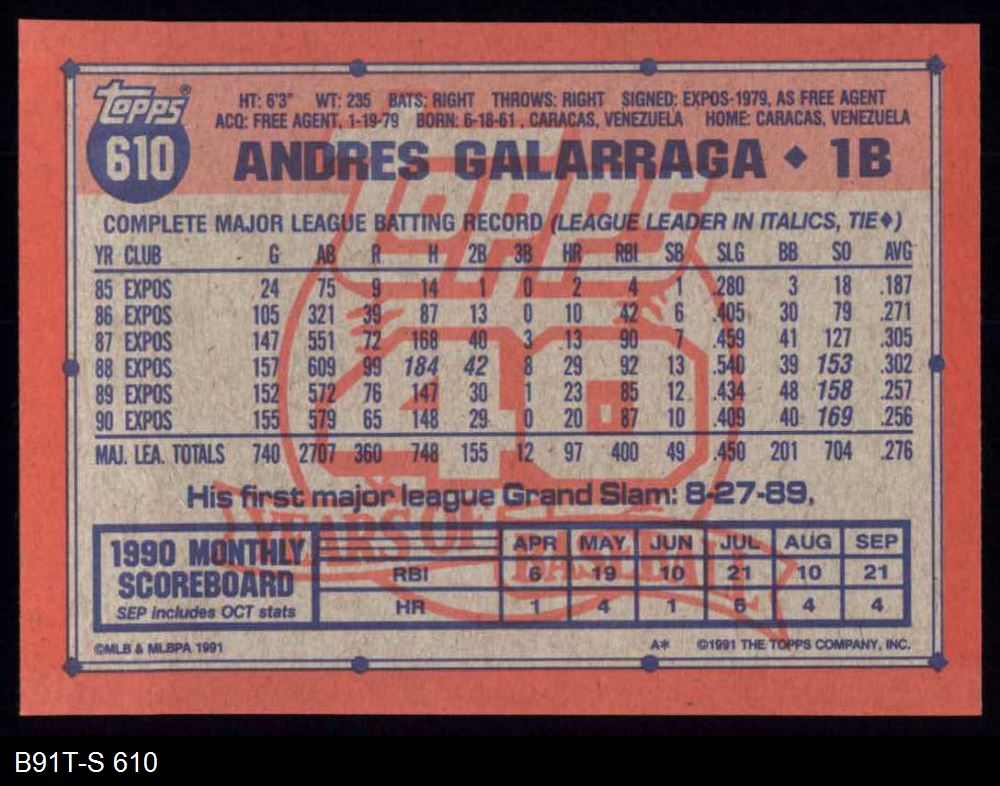 topps®
610
HT: 6'3" WT: 235 BATS: RIGHT THROWS: RIGHT SIGNED: EXPOS-1979, AS FREE AGENT
ACQ: FREE AGENT, 1-19-79 BORN: 6-18-61, CARACAS, VENEZUELA HOME: CARACAS, VENEZUELA
ANDRES GALARRAGA ◆ 1B
TOPPS
40
YEARS OF BASEBALL
COMPLETE MAJOR LEAGUE BATTING RECORD (LEAGUE LEADER IN ITALICS, TIE◆)
YR CLUB G AB R H 2B 3B HR RBI SB SLG BB SO AVG
85 EXPOS 24 75 9 14 1 0 2 4 1 .280 3 18 .187
86 EXPOS 105 321 39 87 13 0 10 42 6 .405 30 79 .271
87 EXPOS 147 551 72 168 40 3 13 90 7 .459 41 127 .305
88 EXPOS 157 609 99 184 42 8 29 92 13 .540 39 153 .302
89 EXPOS 152 572 76 147 30 1 23 85 12 .434 48 158 .257
90 EXPOS 155 579 65 148 29 0 20 87 10 .409 40 169 .256
MAJ. LEA. TOTALS 740 2707 360 748 155 12 97 400 49 .450 201 704 .276
His first major league Grand Slam: 8-27-89.
1990 MONTHLY SCOREBOARD
SEP includes OCT stats
APR MAY JUN JUL AUG SEP
RBI 6 19 10 21 10 21
HR 1 4 1 6 4 4
©MLB & MLBPA 1991 A* ©1991 THE TOPPS COMPANY, INC.
B91T-S 610